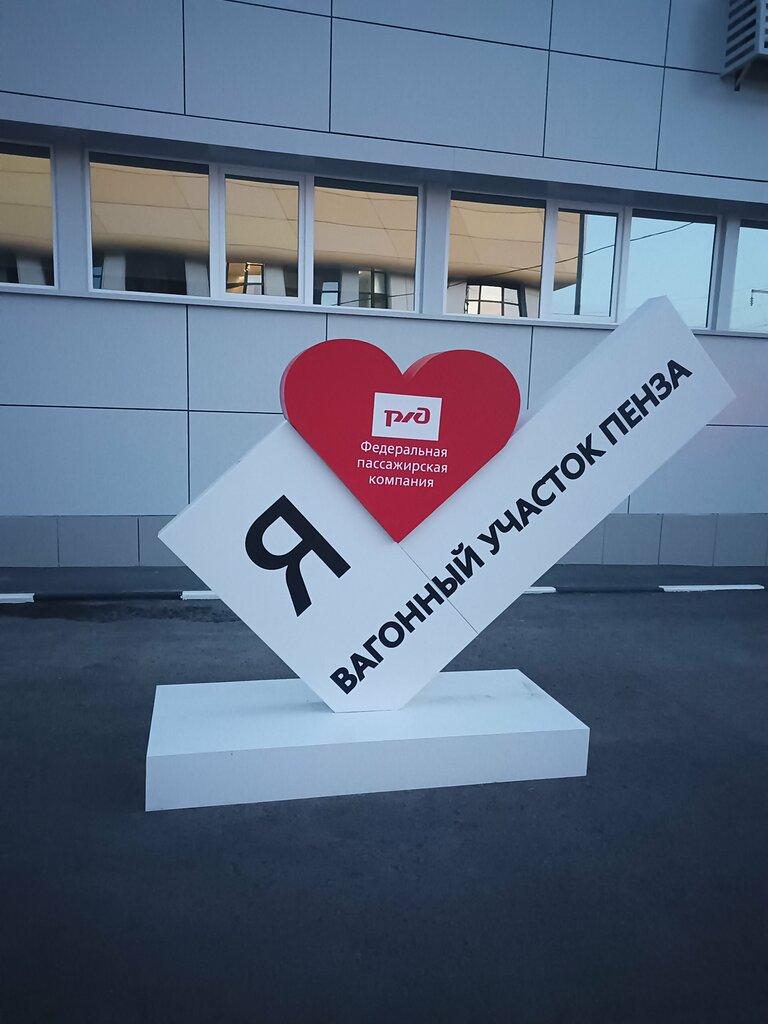 Я
ржд
Федеральная
пассажирская
компания
ВАГОННЫЙ УЧАСТОК ПЕНЗА